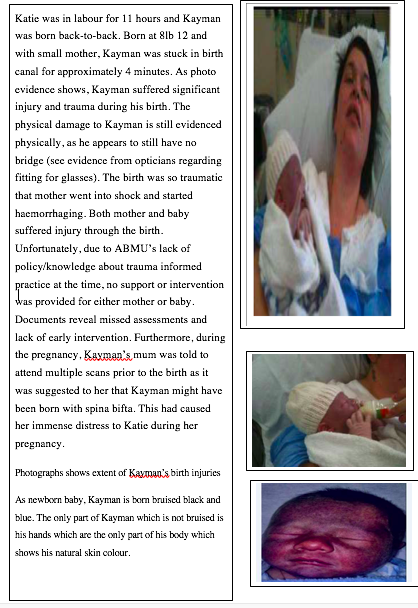 Katie was in labour for 11 hours and Kayman
was born back-to-back. Born at 8lb 12 and
with small mother, Kayman was stuck in birth
canal for approximately 4 minutes. As photo
evidence shows, Kayman suffered significant
injury and trauma during his birth. The
physical damage to Kayman is still evidenced
physically, as he appears to still have no
bridge (see evidence from opticians regarding
fitting for glasses). The birth was so traumatic
that mother went into shock and started
haemorrhaging. Both mother and baby
suffered injury through the birth.
Unfortunately, due to ABMU's lack of
policy/knowledge about trauma informed
practice at the time, no support or intervention
was provided for either mother or baby.
Documents reveal missed assessments and
lack of early intervention. Furthermore, during
the pregnancy, Kayman's mum was told to
attend multiple scans prior to the birth as it
was suggested to her that Kayman might have
been born with spina bifta. This had caused
her immense distress to Katie during her
pregnancy.
Photographs shows extent of Kayman's birth injuries
As newborn baby, Kayman is born bruised black and
blue. The only part of Kayman which is not bruised is
his hands which are the only part of his body which
shows his natural skin colour.